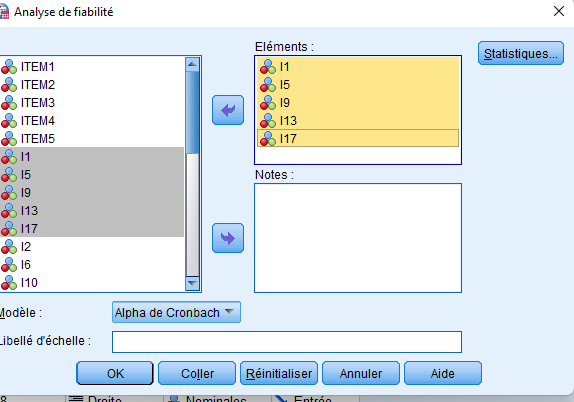 Analyse de fiabilité
Eléments :
Statistiques...
ITEM1
ITEM2
ITEM3
ITEM4
ITEM5
I1
I5
I9
I13
I17
I2
I6
I10
I1
I5
I9
I13
I17
Notes :
Modèle :
Alpha de Cronbach
Libellé d'échelle :
OK
Coller
Réinitialiser
Annuler
Aide
8 Droite Nominales Entrée